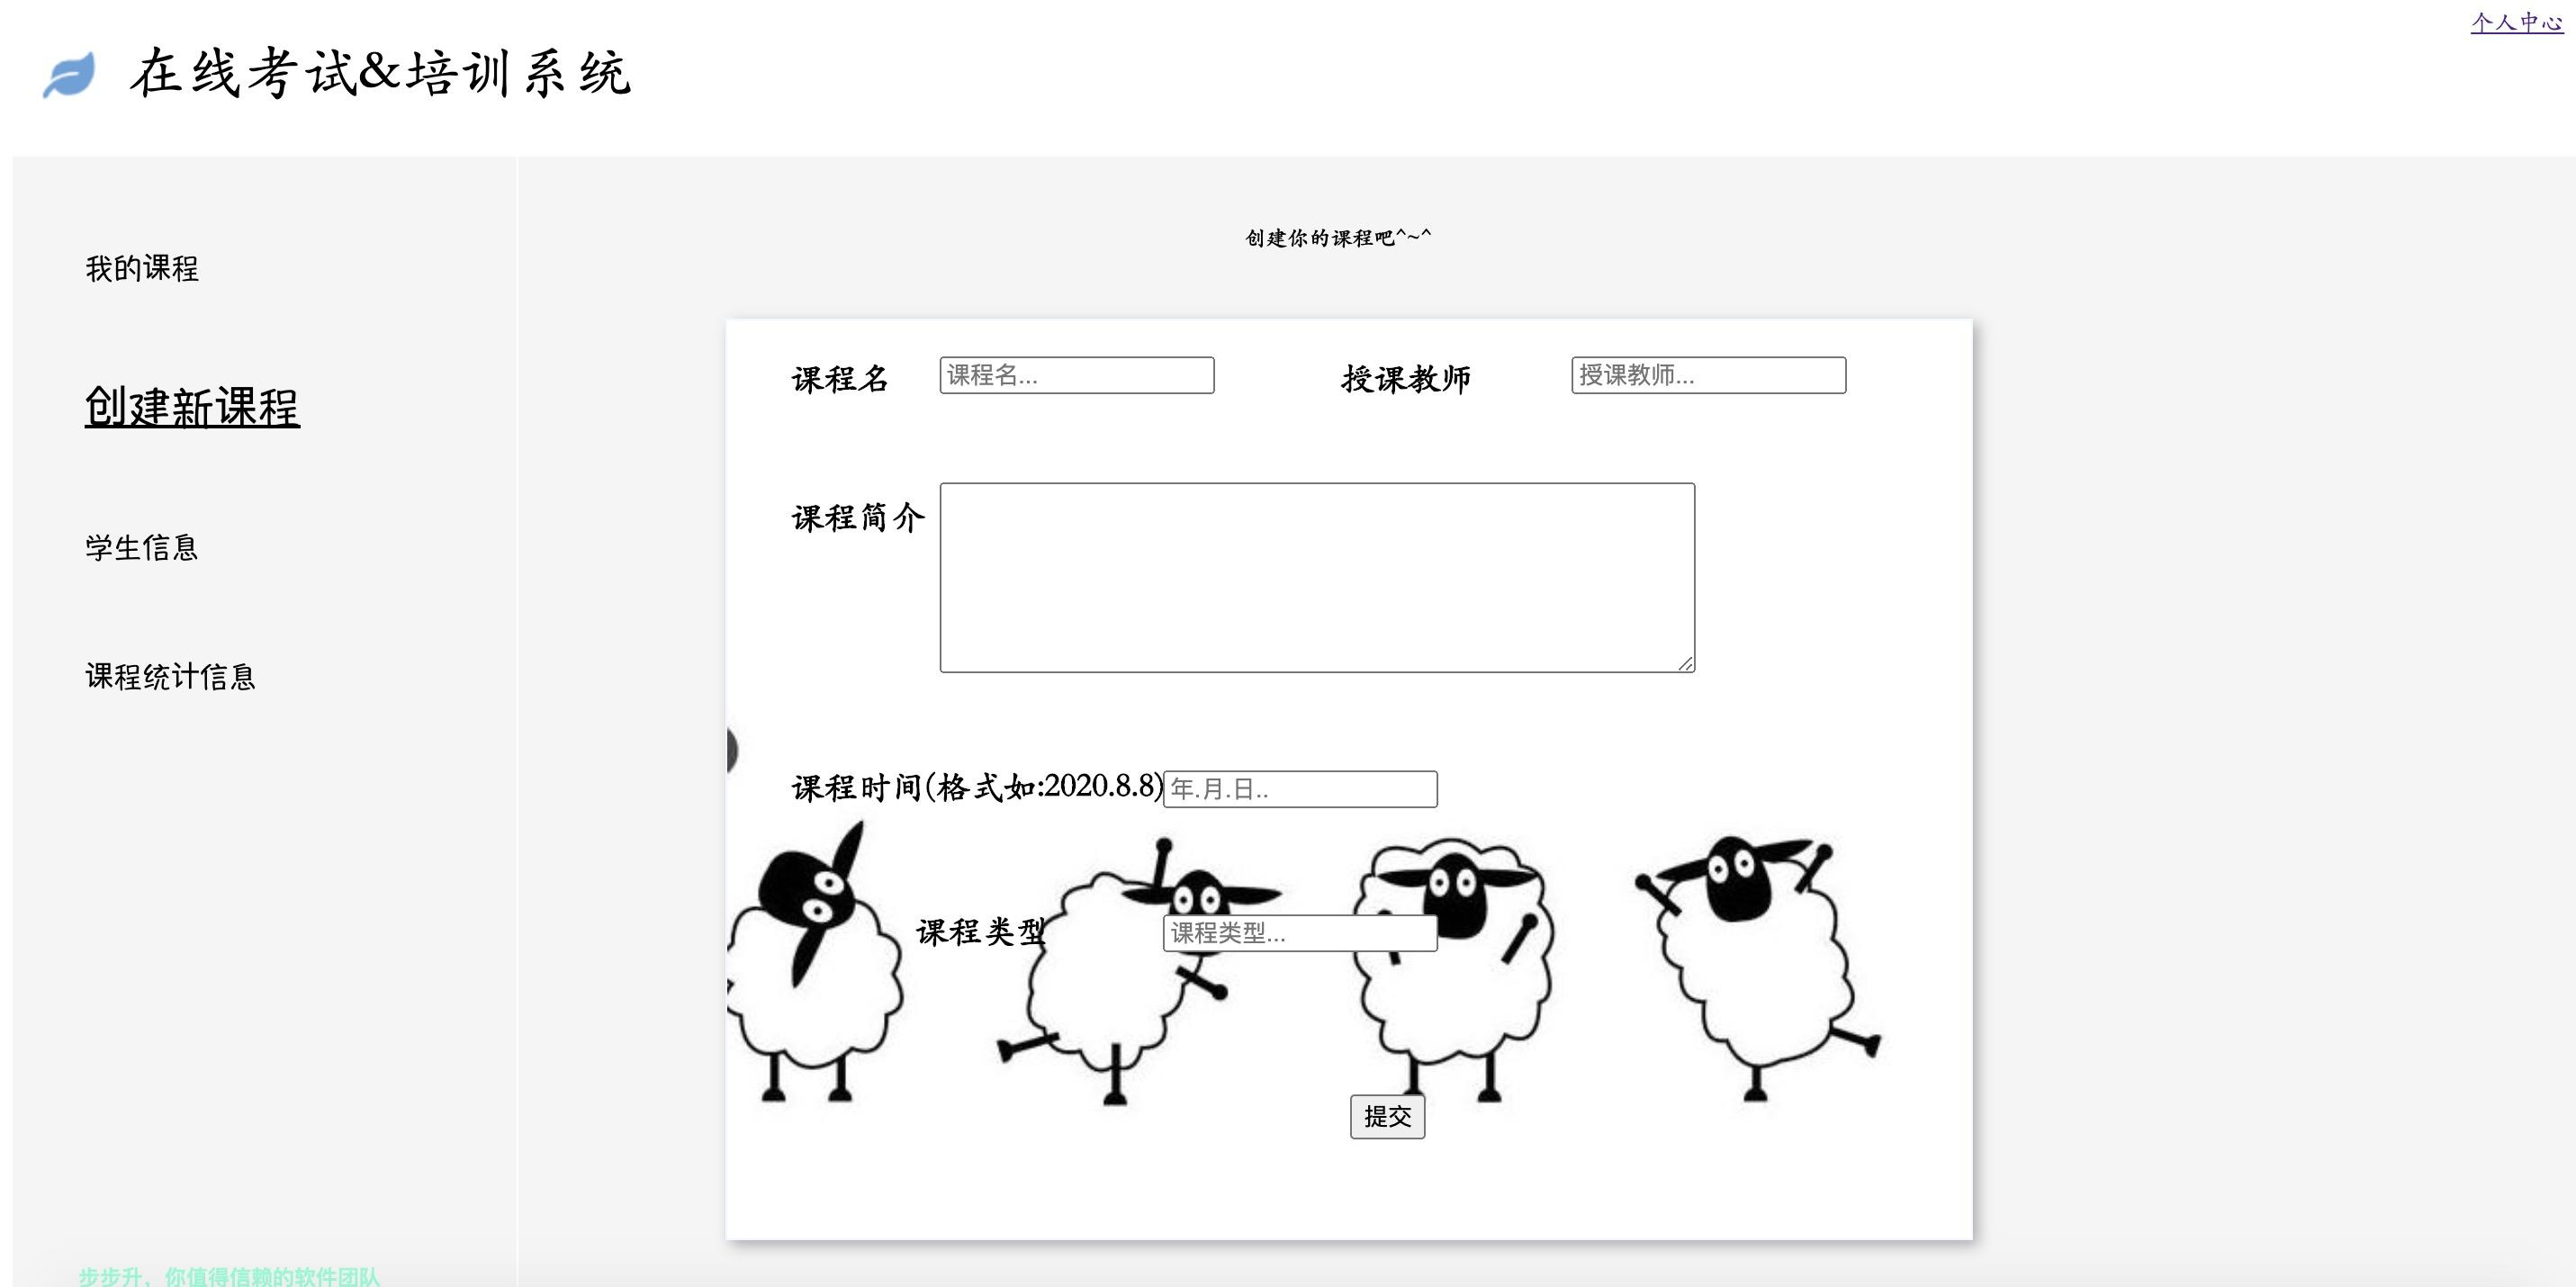 个人中心
在线考试&培训系统
我的课程
创建新课程
学生信息
课程统计信息
创建你的课程吧^~^
课程名 课程名... 授课教师 授课教师...
课程简介
课程时间(格式如:2020.8.8) 年.月.日..
课程类型 课程类型...
提交
步步升，你值得信赖的软件团队